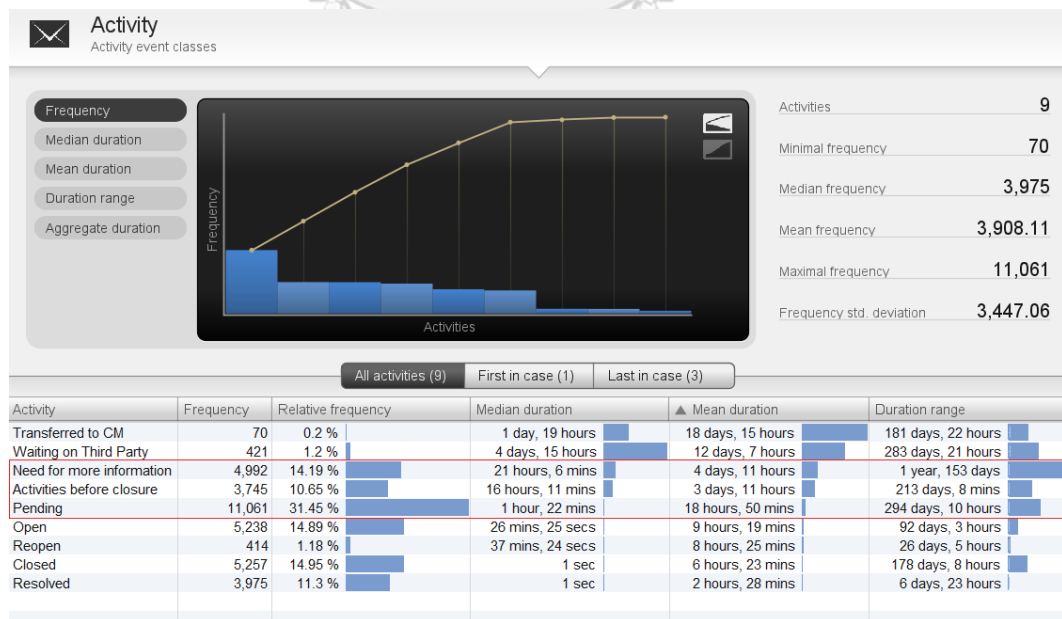 Activity
Activity event classes
Frequency
Median duration
Mean duration
Duration range
Aggregate duration
Frequency
Activities
Activities 9
Minimal frequency 70
Median frequency 3,975
Mean frequency 3,908.11
Maximal frequency 11,061
Frequency std. deviation 3,447.06
All activities (9) First in case (1) Last in case (3)
Activity Frequency Relative frequency Median duration ▲ Mean duration Duration range
Transferred to CM 70 0.2 % 1 day, 19 hours 18 days, 15 hours 181 days, 22 hours
Waiting on Third Party 421 1.2 % 4 days, 15 hours 12 days, 7 hours 283 days, 21 hours
Need for more information 4,992 14.19 % 21 hours, 6 mins 4 days, 11 hours 1 year, 153 days
Activities before closure 3,745 10.65 % 16 hours, 11 mins 3 days, 11 hours 213 days, 8 mins
Pending 11,061 31.45 % 1 hour, 22 mins 18 hours, 50 mins 294 days, 10 hours
Open 5,238 14.89 % 26 mins, 25 secs 9 hours, 19 mins 92 days, 3 hours
Reopen 414 1.18 % 37 mins, 24 secs 8 hours, 25 mins 26 days, 5 hours
Closed 5,257 14.95 % 1 sec 6 hours, 23 mins 178 days, 8 hours
Resolved 3,975 11.3 % 1 sec 2 hours, 28 mins 6 days, 23 hours